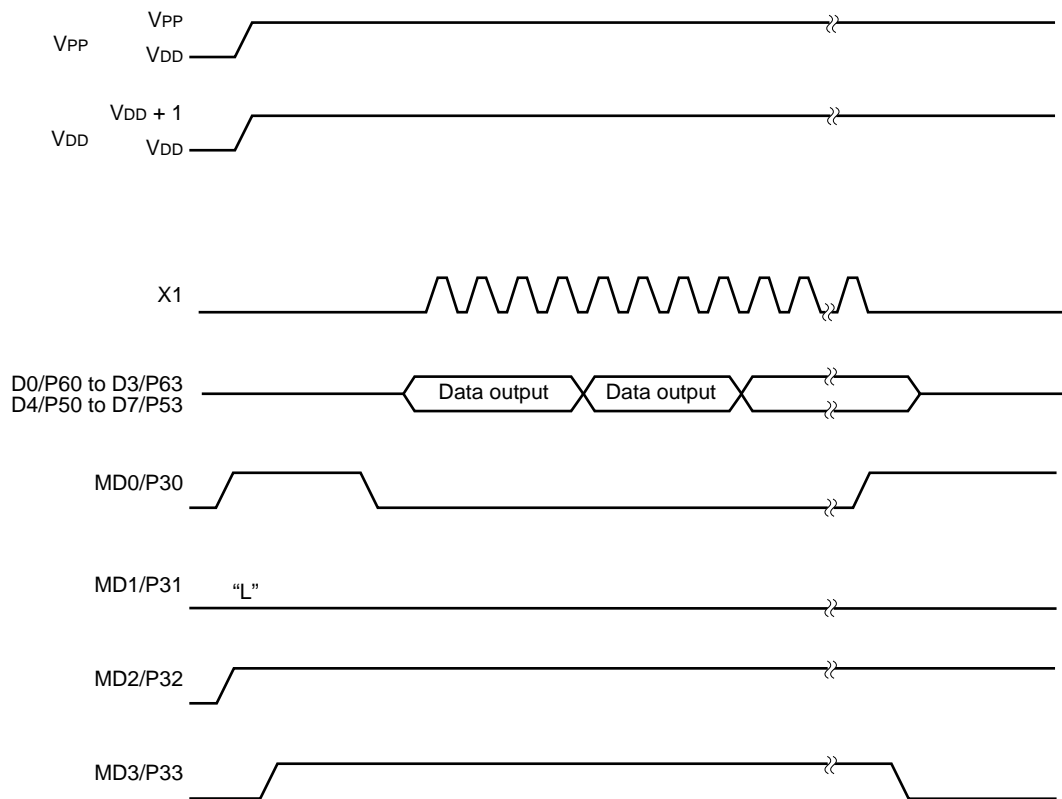 VPP
VPP
VDD
VDD + 1
VDD
VDD
X1
D0/P60 to D3/P63
D4/P50 to D7/P53
Data output
Data output
MD0/P30
MD1/P31
“L”
MD2/P32
MD3/P33